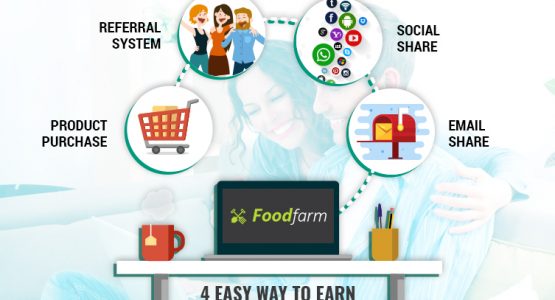 REFERRAL
SYSTEM
SOCIAL
SHARE
PRODUCT
PURCHASE
EMAIL
SHARE
Foodfarm
4 EASY WAY TO EARN